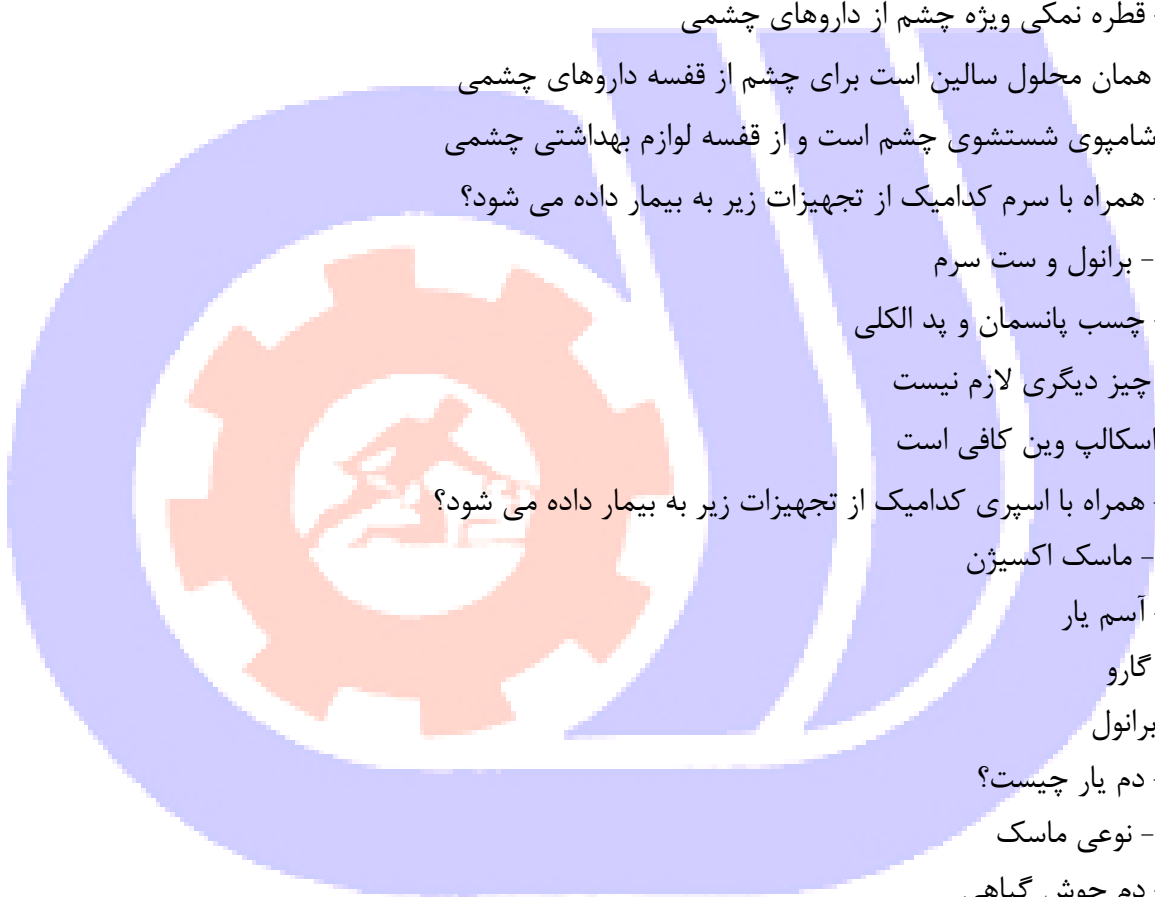 - قطره نمکی ویژه چشم از داروهای چشمی
همان محلول سالین است برای چشم از قفسه داروهای چشمی
شامپوی شستشوی چشم است و از قفسه لوازم بهداشتی چشمی
- همراه با سرم کدامیک از تجهیزات زیر به بیمار داده می شود؟
- برانول و ست سرم
- چسب پانسمان و پد الکلی
چیز دیگری لازم نیست
اسکالپ وین کافی است
- همراه با اسپری کدامیک از تجهیزات زیر به بیمار داده می شود؟
- ماسک اکسیژن
- آسم یار
گارو
برانول
- دم یار چیست؟
- نوعی ماسک
- دم جوش گیاهی